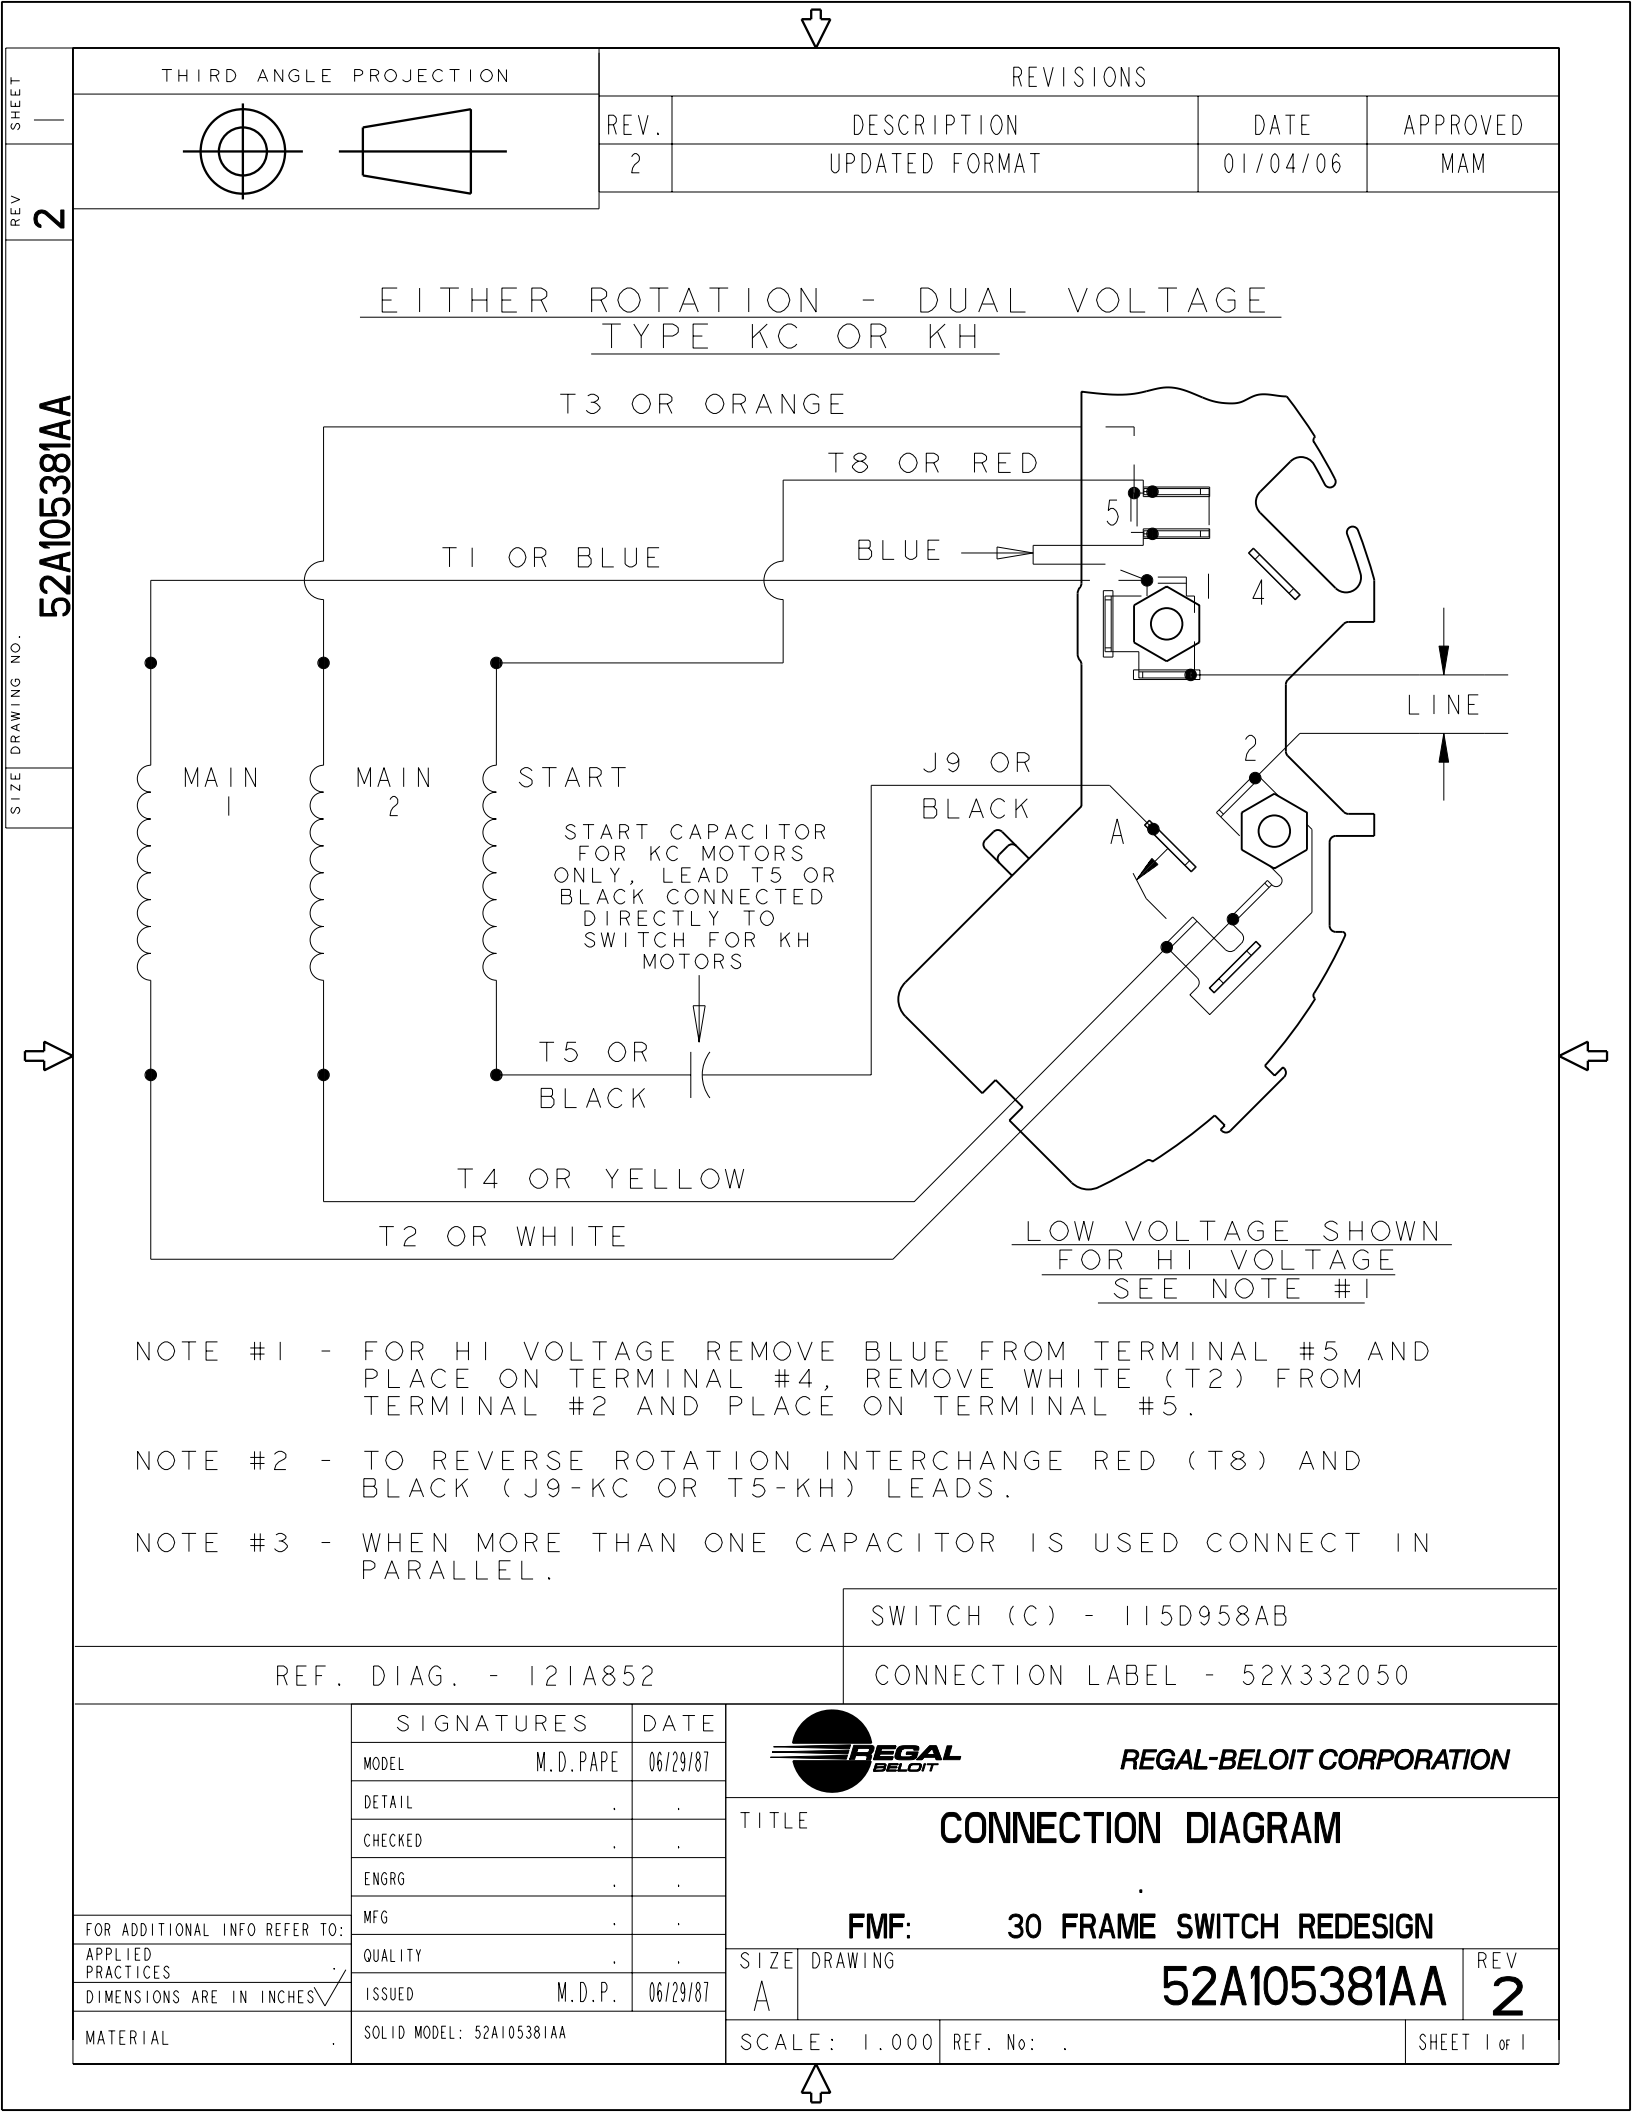 SHEET
REV
2
52A105381AA
DRAWING NO.
SIZE
THIRD ANGLE PROJECTION
REVISIONS
REV. DESCRIPTION DATE APPROVED
2 UPDATED FORMAT 01/04/06 MAM
EITHER ROTATION - DUAL VOLTAGE
TYPE KC OR KH
T3 OR ORANGE
T8 OR RED
5
BLUE
T1 OR BLUE
1
4
LINE
2
J9 OR
BLACK
A
MAIN
1
MAIN
2
START
START CAPACITOR
FOR KC MOTORS
ONLY, LEAD T5 OR
BLACK CONNECTED
DIRECTLY TO
SWITCH FOR KH
MOTORS
T5 OR
BLACK
T4 OR YELLOW
T2 OR WHITE
LOW VOLTAGE SHOWN
FOR HI VOLTAGE
SEE NOTE #1
NOTE #1 - FOR HI VOLTAGE REMOVE BLUE FROM TERMINAL #5 AND
PLACE ON TERMINAL #4, REMOVE WHITE (T2) FROM
TERMINAL #2 AND PLACE ON TERMINAL #5.
NOTE #2 - TO REVERSE ROTATION INTERCHANGE RED (T8) AND
BLACK (J9-KC OR T5-KH) LEADS.
NOTE #3 - WHEN MORE THAN ONE CAPACITOR IS USED CONNECT IN
PARALLEL.
SWITCH (C) - 115D958AB
REF. DIAG. - 121A852
CONNECTION LABEL - 52X332050
SIGNATURES DATE
MODEL M.D.PAPE 06/29/87
DETAIL . .
CHECKED . .
ENGRG . .
MFG . .
QUALITY . .
ISSUED M.D.P. 06/29/87
SOLID MODEL: 52A105381AA
FOR ADDITIONAL INFO REFER TO:
APPLIED
PRACTICES .
DIMENSIONS ARE IN INCHES
MATERIAL .
REGAL
BELOIT
REGAL-BELOIT CORPORATION
TITLE
CONNECTION DIAGRAM
.
FMF: 30 FRAME SWITCH REDESIGN
SIZE DRAWING REV
A 52A105381AA 2
SCALE: 1.000 REF. No: . SHEET 1 OF 1